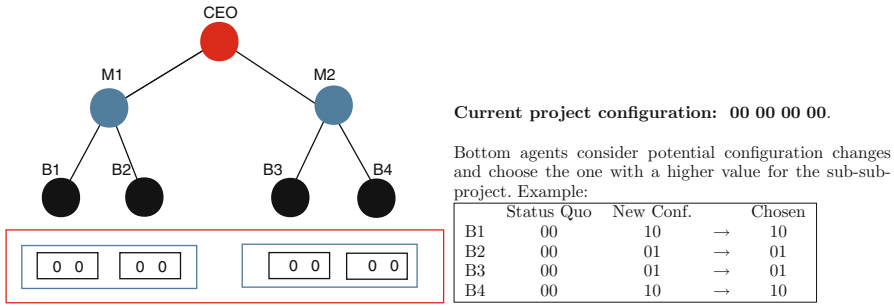 CEO
M1
M2
B1
B2
B3
B4
0 0
0 0
0 0
0 0
Current project configuration: 00 00 00 00.
Bottom agents consider potential configuration changes
and choose the one with a higher value for the sub-sub-
project. Example:
Status Quo New Conf. Chosen
B1 00 10 → 10
B2 00 01 → 01
B3 00 01 → 01
B4 00 10 → 10